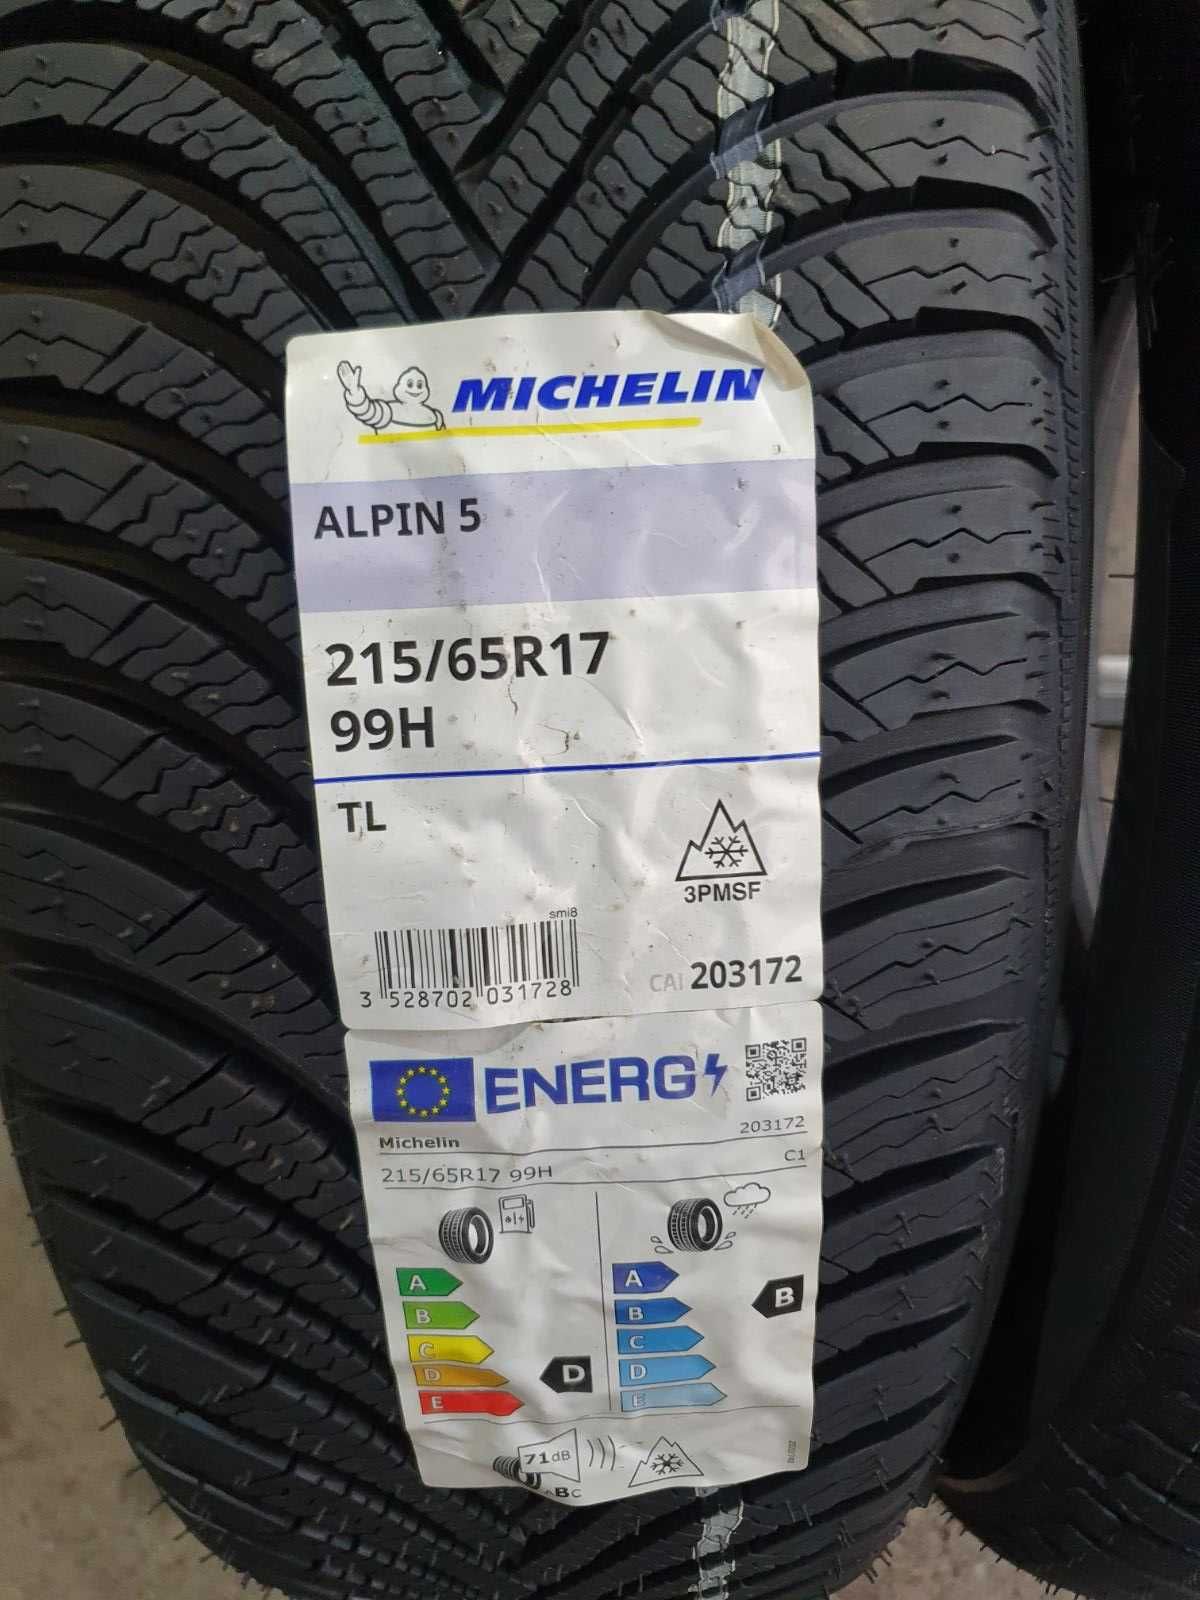 MICHELIN
ALPIN 5
215/65R17
99H
TL
3PMSF
smi8
3 528702 031728
CAI 203172
ENERG
Michelin
203172
215/65R17 99H
C1
A
B
C
D
E
D
A
B
C
D
E
B
71dB
ABC